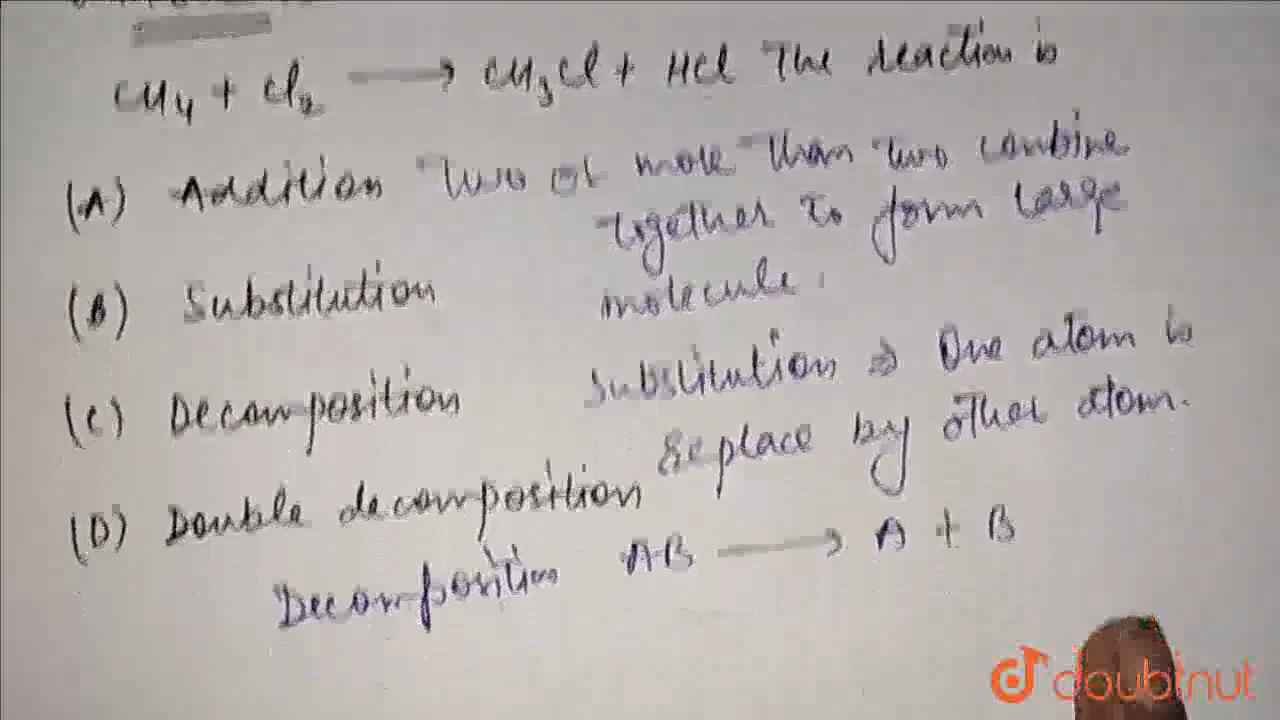 CH4 + Cl2 → CH3Cl + HCl The reaction is
(A) Addition Two or more than two combine
together to form large
molecule.
(B) Substitution
Substitution ⇒ One atom is
replace by other atom.
(C) Decomposition
(D) Double decomposition
Decomposition AB → A + B
doubtnut